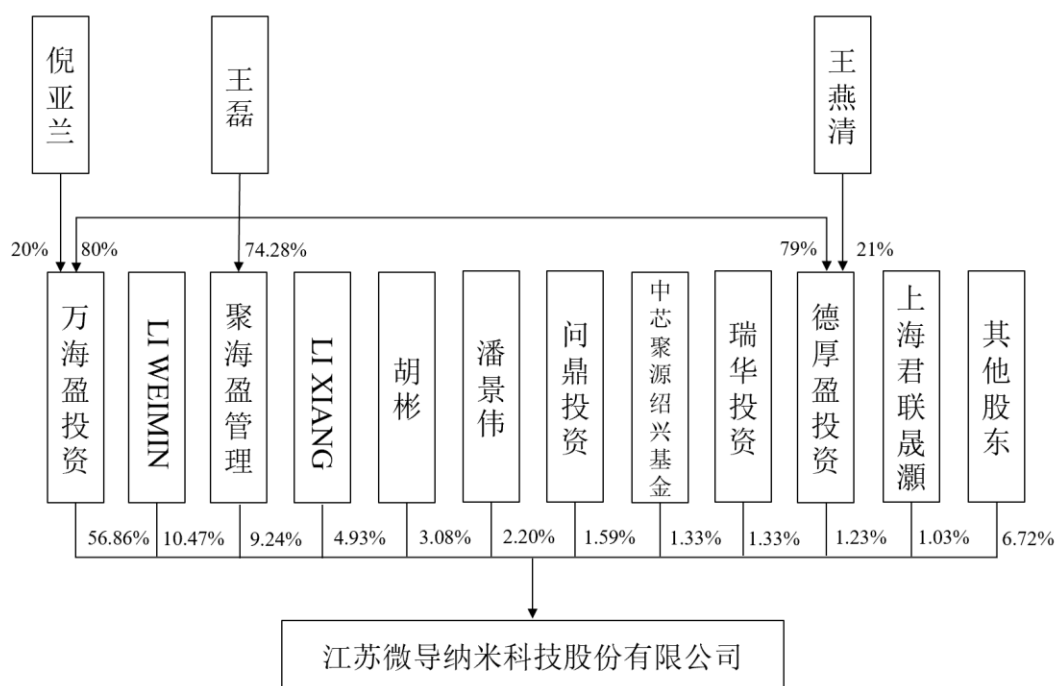 倪亚兰
王磊
王燕清
20%
80%
74.28%
79%
21%
万海盈投资
LI WEIMIN
聚海盈管理
LI XIANG
胡彬
潘景伟
问鼎投资
中芯聚源绍兴基金
瑞华投资
德厚盈投资
上海君联晟灏
其他股东
56.86%
10.47%
9.24%
4.93%
3.08%
2.20%
1.59%
1.33%
1.33%
1.23%
1.03%
6.72%
江苏微导纳米科技股份有限公司